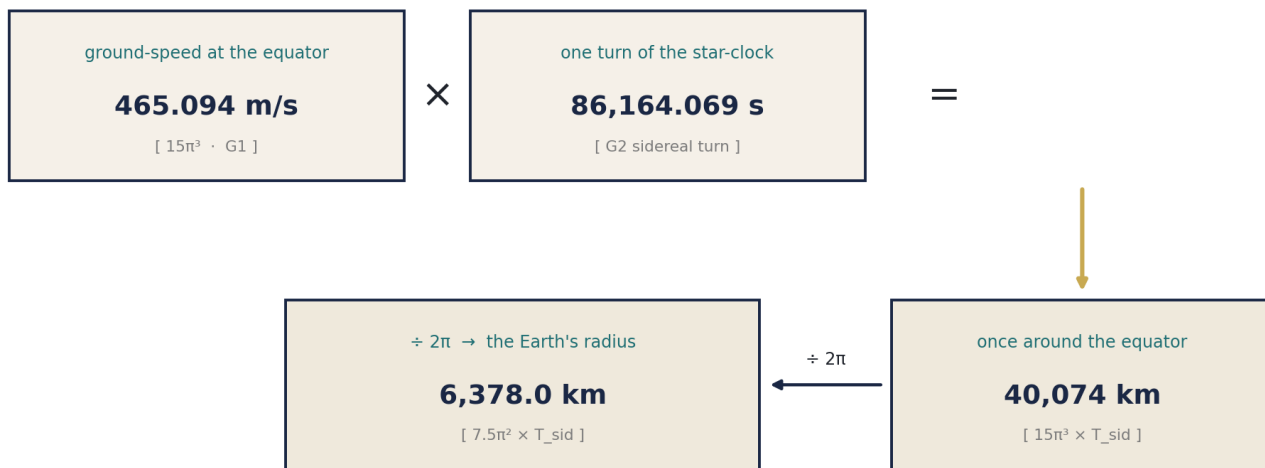 ground-speed at the equator
465.094 m/s
[ 15π³ · G1 ]
×
one turn of the star-clock
86,164.069 s
[ G2 sidereal turn ]
=
÷ 2π → the Earth's radius
6,378.0 km
[ 7.5π² × T_sid ]
÷ 2π
once around the equator
40,074 km
[ 15π³ × T_sid ]